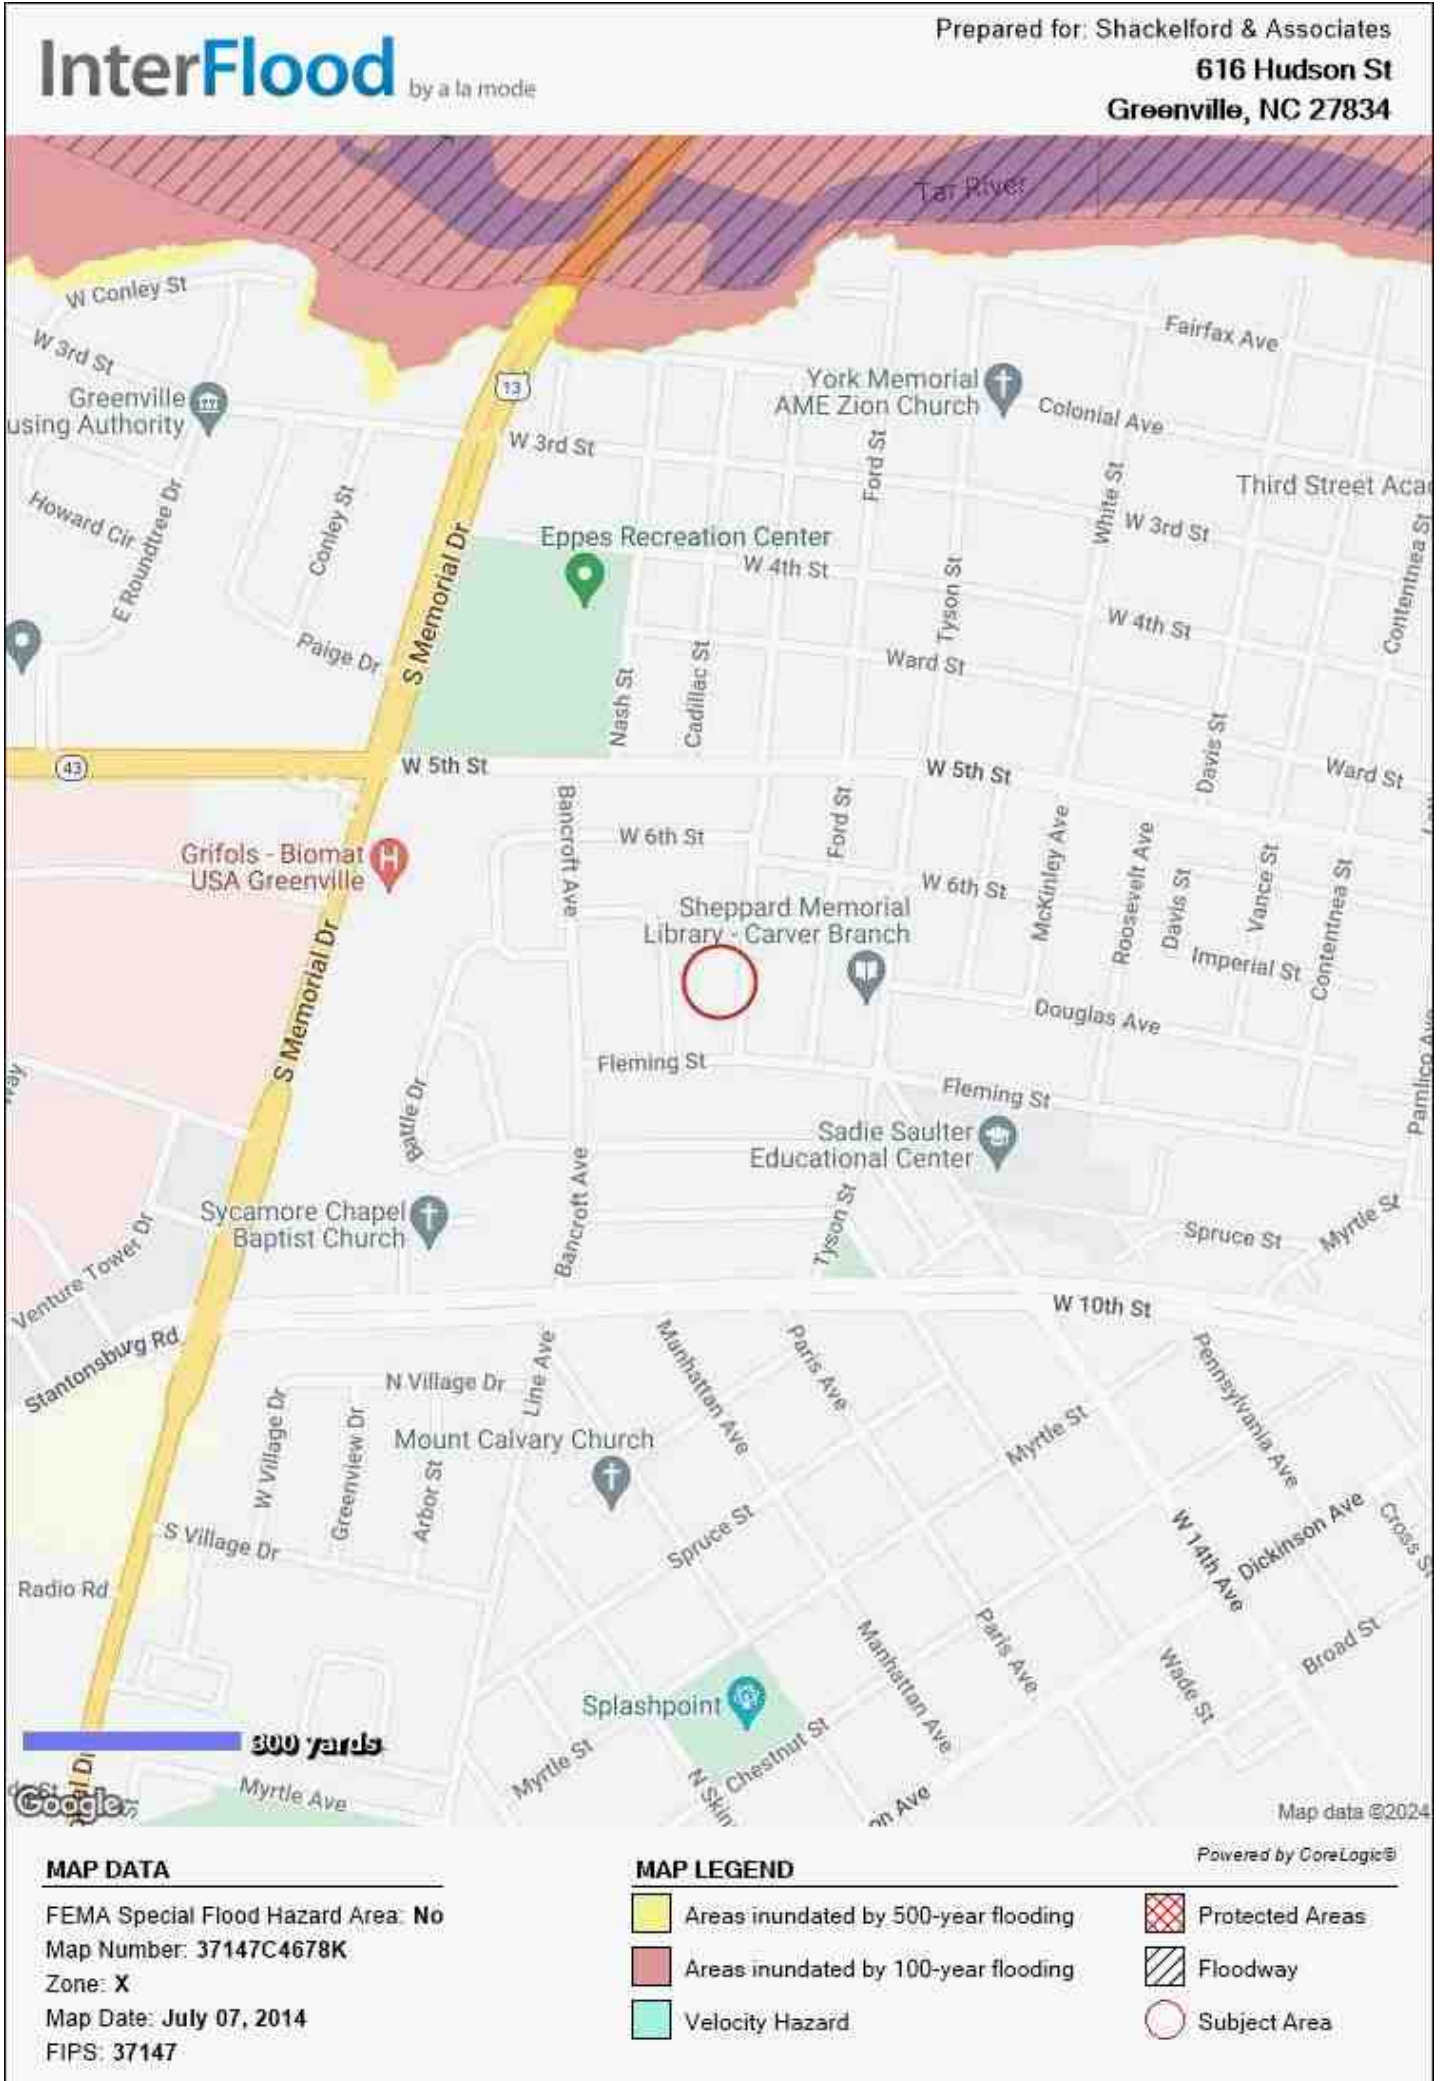 InterFlood by a la mode
Prepared for: Shackelford & Associates
616 Hudson St
Greenville, NC 27834
Tar River
W Conley St
Fairfax Ave
W 3rd St
13
York Memorial
AME Zion Church
Greenville
using Authority
Colonial Ave
W 3rd St
Ford St
Third Street Aca
Howard Cir
E Roundtree Dr
Conley St
S Memorial Dr
Eppes Recreation Center
White St
W 3rd St
Contentnea St
W 4th St
Tyson St
W 4th St
Paige Dr
Ward St
Nash St
Cadillac St
Davis St
43
W 5th St
W 5th St
Ward St
Bancroft Ave
Ford St
W 6th St
McKinley Ave
Roosevelt Ave
Grifols - Biomat
USA Greenville
Vance St
W 6th St
Davis St
Contentnea St
Sheppard Memorial
Library - Carver Branch
S Memorial Dr
Imperial St
Douglas Ave
Fleming St
Way
Fleming St
Pamlico Ave
Battle Dr
Sadie Saulter
Educational Center
Bancroft Ave
Sycamore Chapel
Baptist Church
Tyson St
Spruce St
Myrtle St
Venture Tower Dr
W 10th St
Stantonsburg Rd
Line Ave
Manhattan Ave
Paris Ave
Pennsylvania Ave
N Village Dr
W Village Dr
Greenview Dr
Mount Calvary Church
Myrtle St
Arbor St
Spruce St
S Village Dr
W 14th Ave
Dickinson Ave
Cross S
Radio Rd
Manhattan Ave
Paris Ave
Wade St
Broad St
Splashpoint
Chestnut St
300 yards
Myrtle St
al Dr
Myrtle Ave
N Skin
on Ave
Google
Map data ©2024
Powered by CoreLogic®
MAP DATA
FEMA Special Flood Hazard Area: No
Map Number: 37147C4678K
Zone: X
Map Date: July 07, 2014
FIPS: 37147
MAP LEGEND
Areas inundated by 500-year flooding
Areas inundated by 100-year flooding
Velocity Hazard
Protected Areas
Floodway
Subject Area